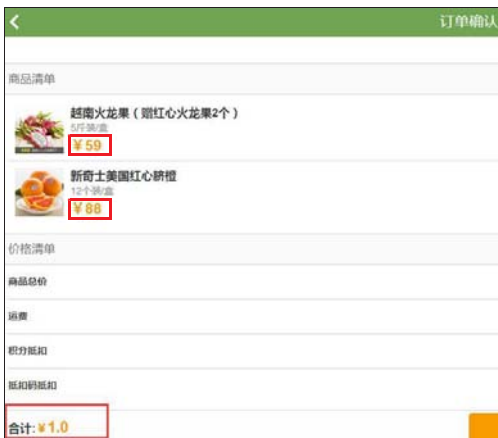 订单确认
商品清单
越南火龙果（赠红心火龙果2个）
5斤装/盒
￥59
新奇士美国红心脐橙
12个装/盒
￥88
价格清单
商品总价
运费
积分抵扣
抵扣码抵扣
合计:￥1.0